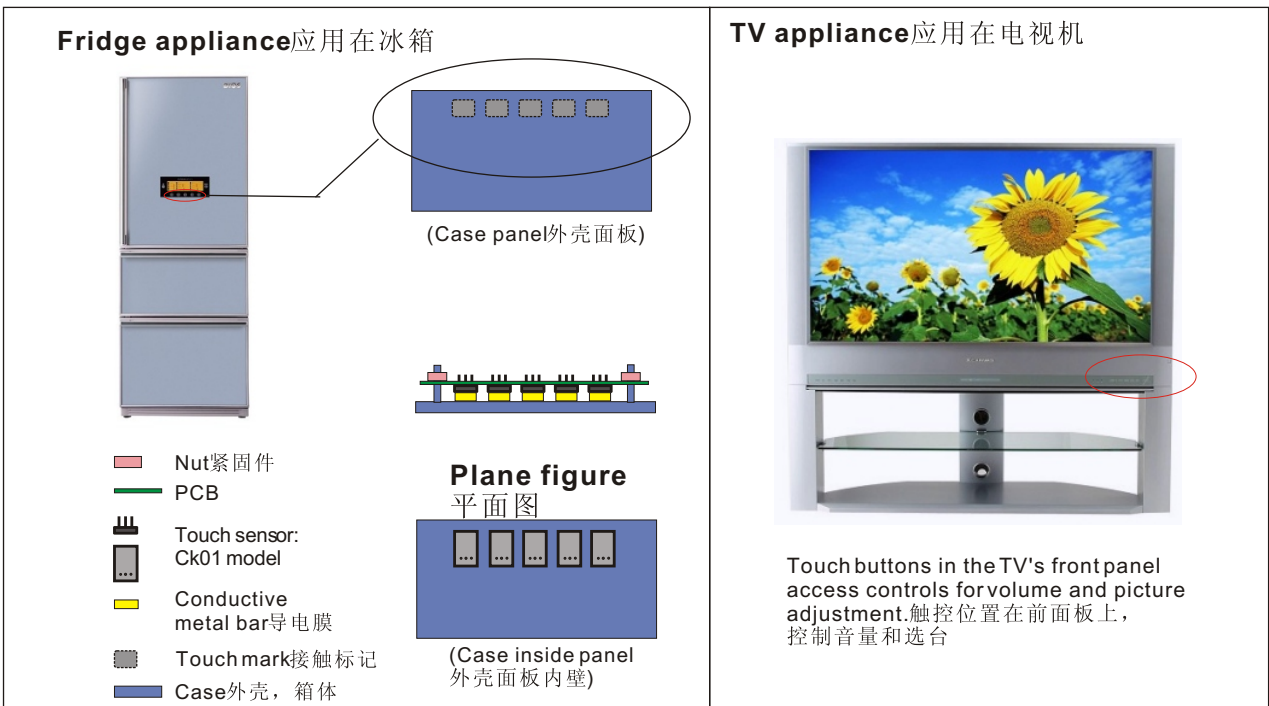 Fridge appliance应用在冰箱
(Case panel外壳面板)
Nut紧固件
PCB
Touch sensor:
Ck01 model
Conductive
metal bar导电膜
Touch mark接触标记
Case外壳，箱体
Plane figure
平面图
(Case inside panel
外壳面板内壁)
TV appliance应用在电视机
Touch buttons in the TV's front panel
access controls for volume and picture
adjustment.触控位置在前面板上，
控制音量和选台